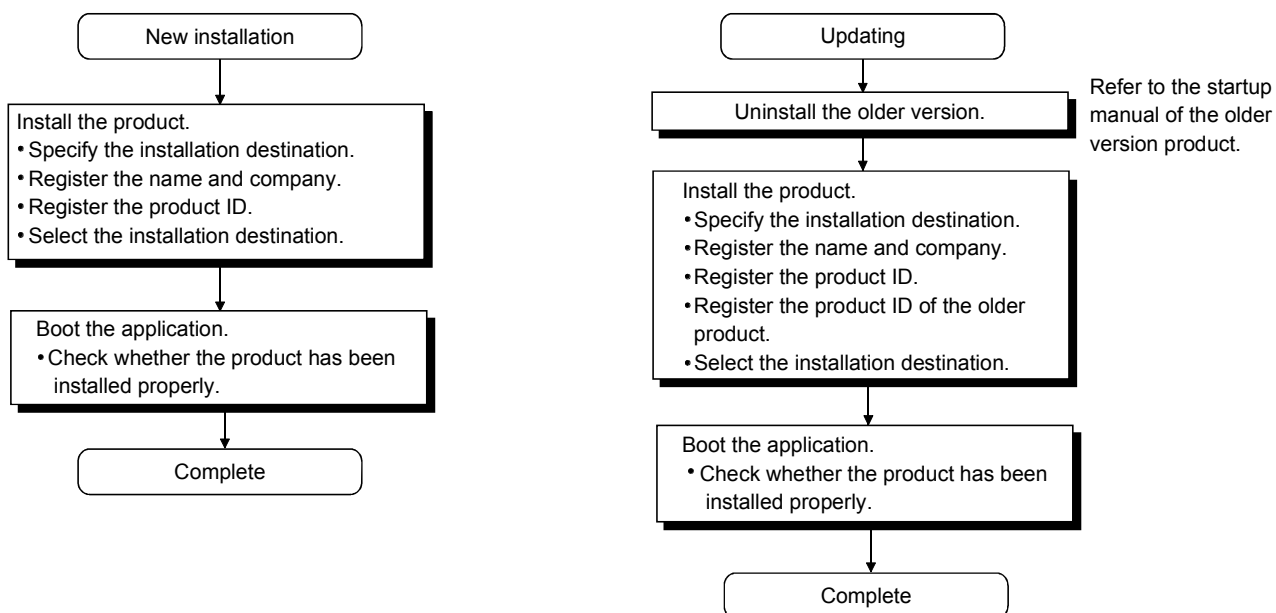 New installation
Install the product.
•Specify the installation destination.
•Register the name and company.
•Register the product ID.
•Select the installation destination.
Boot the application.
•Check whether the product has been
installed properly.
Complete
Updating
Uninstall the older version.
Refer to the startup
manual of the older
version product.
Install the product.
•Specify the installation destination.
•Register the name and company.
•Register the product ID.
•Register the product ID of the older
product.
•Select the installation destination.
Boot the application.
•Check whether the product has been
installed properly.
Complete